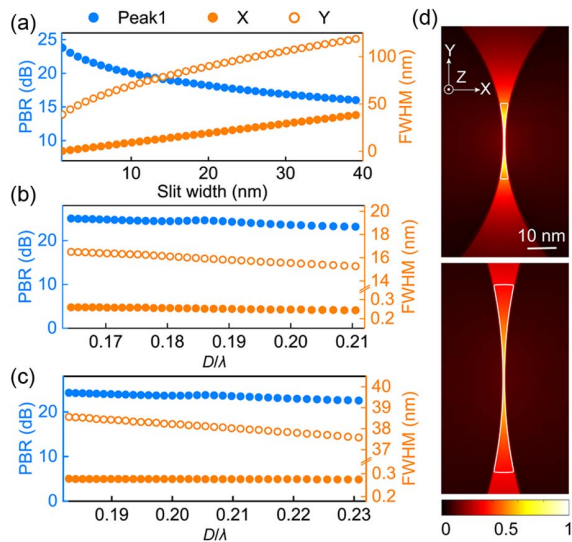 Peak1 X Y
(a)
25
20
15
PBR (dB)
100
50
0
FWHM (nm)
10 20 30 40
Slit width (nm)
(b)
20
0
PBR (dB)
20
18
16
14
0.3
0.2
FWHM (nm)
0.17 0.18 0.19 0.20 0.21
D/λ
(c)
20
0
PBR (dB)
40
39
38
37
0.3
0.2
FWHM (nm)
0.19 0.20 0.21 0.22 0.23
D/λ
(d)
Y
Z
X
10 nm
0 0.5 1